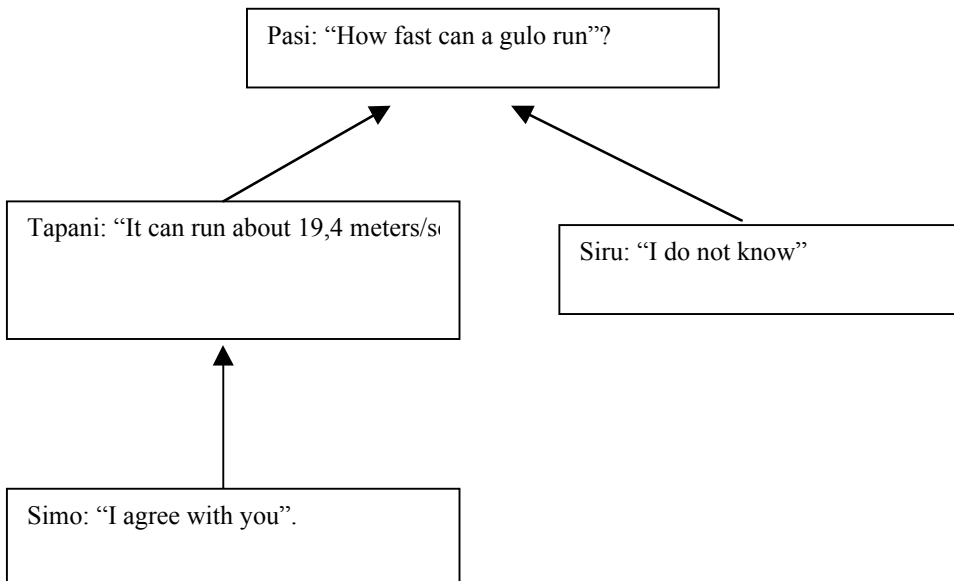 Pasi: “How fast can a gulo run”?
Tapani: “It can run about 19,4
Siru: “I do not know”
Simo: “I agree with you”.